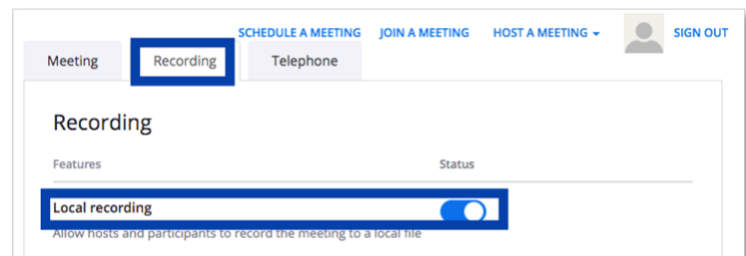 SCHEDULE A MEETING JOIN A MEETING HOST A MEETING SIGN OUT
Meeting Recording Telephone
Recording
Features Status
Local recording
Allow hosts and participants to record the meeting to a local file